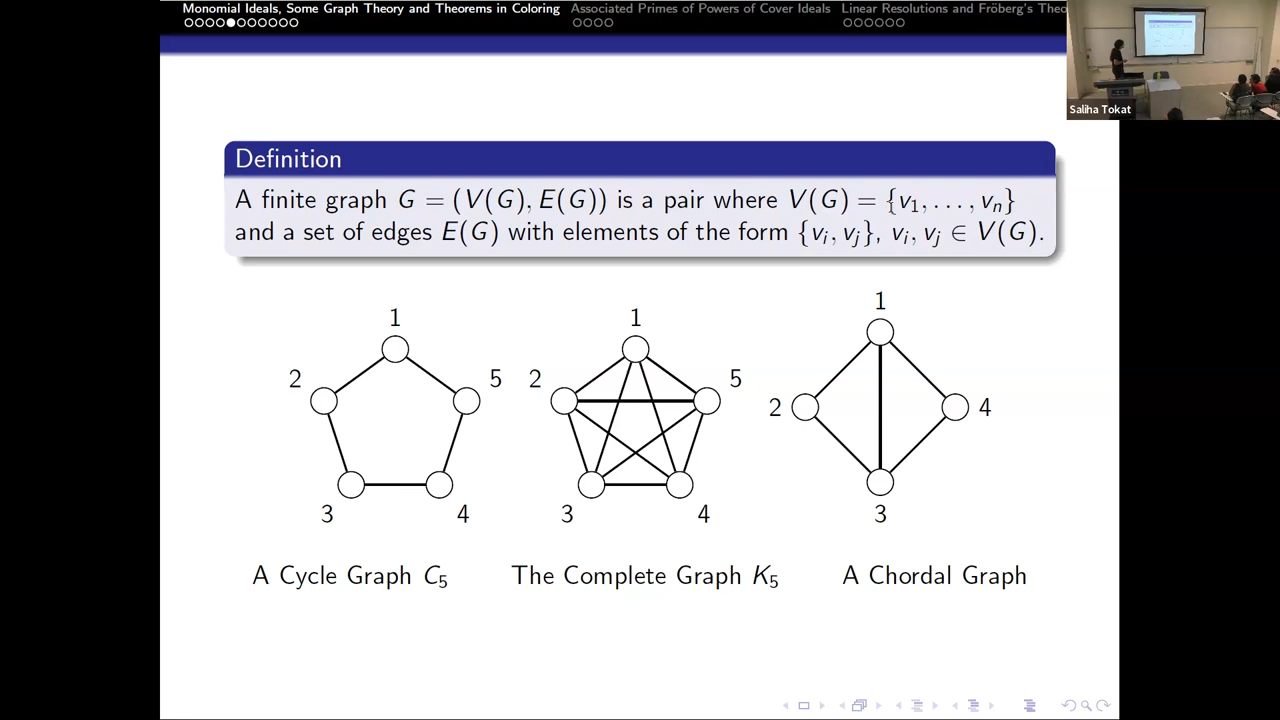 Monomial Ideals, Some Graph Theory and Theorems in Coloring
Associated Primes of Powers of Cover Ideals
Linear Resolutions and Fröberg's Theo
Saliha Tokat
Definition
A finite graph G = (V(G), E(G)) is a pair where V(G) = {v₁, . . . , vₙ}
and a set of edges E(G) with elements of the form {vᵢ, vⱼ}, vᵢ, vⱼ ∈ V(G).
1
2
5
3
4
A Cycle Graph C₅
1
2
5
3
4
The Complete Graph K₅
1
2
4
3
A Chordal Graph